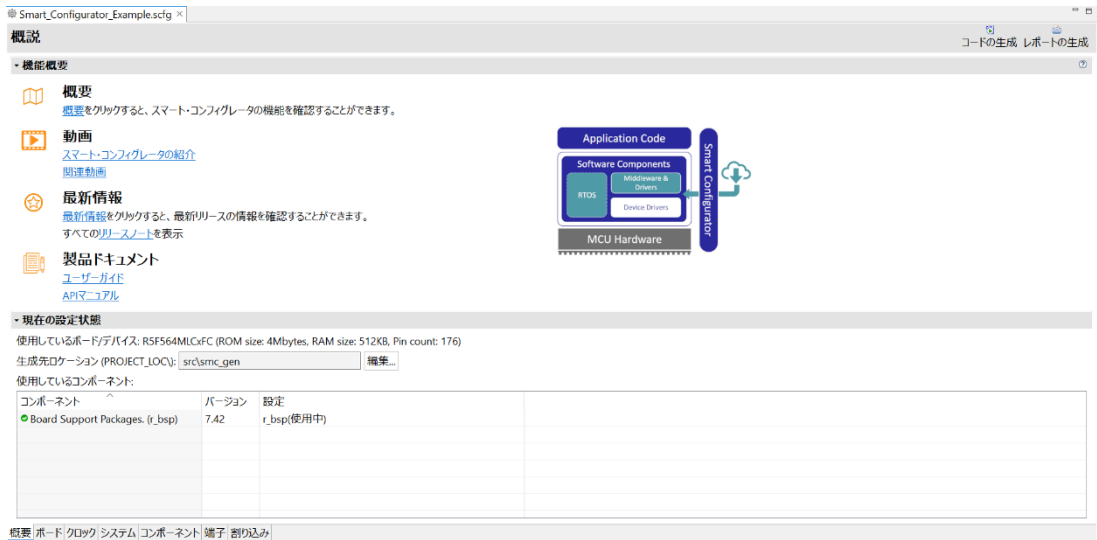 Smart_Configurator_Example.scfg
概説
コードの生成 レポートの生成
機能概要
概要
概要をクリックすると、スマート・コンフィグレータの機能を確認することができます。
動画
スマート・コンフィグレータの紹介
関連動画
最新情報
最新情報をクリックすると、最新リリースの情報を確認することができます。
すべてのリリースノートを表示
製品ドキュメント
ユーザーガイド
APIマニュアル
Application Code
Software Components
RTOS
Middleware &
Drivers
Device Drivers
MCU Hardware
Smart Configurator
現在の設定状態
使用しているボード/デバイス: R5F564MLCxFC (ROM size: 4Mbytes, RAM size: 512KB, Pin count: 176)
生成先ロケーション (PROJECT_LOC\): src\smc_gen 編集...
使用しているコンポーネント:
コンポーネント バージョン 設定
Board Support Packages. (r_bsp) 7.42 r_bsp(使用中)
概要 ボード クロック システム コンポーネント 端子 割り込み